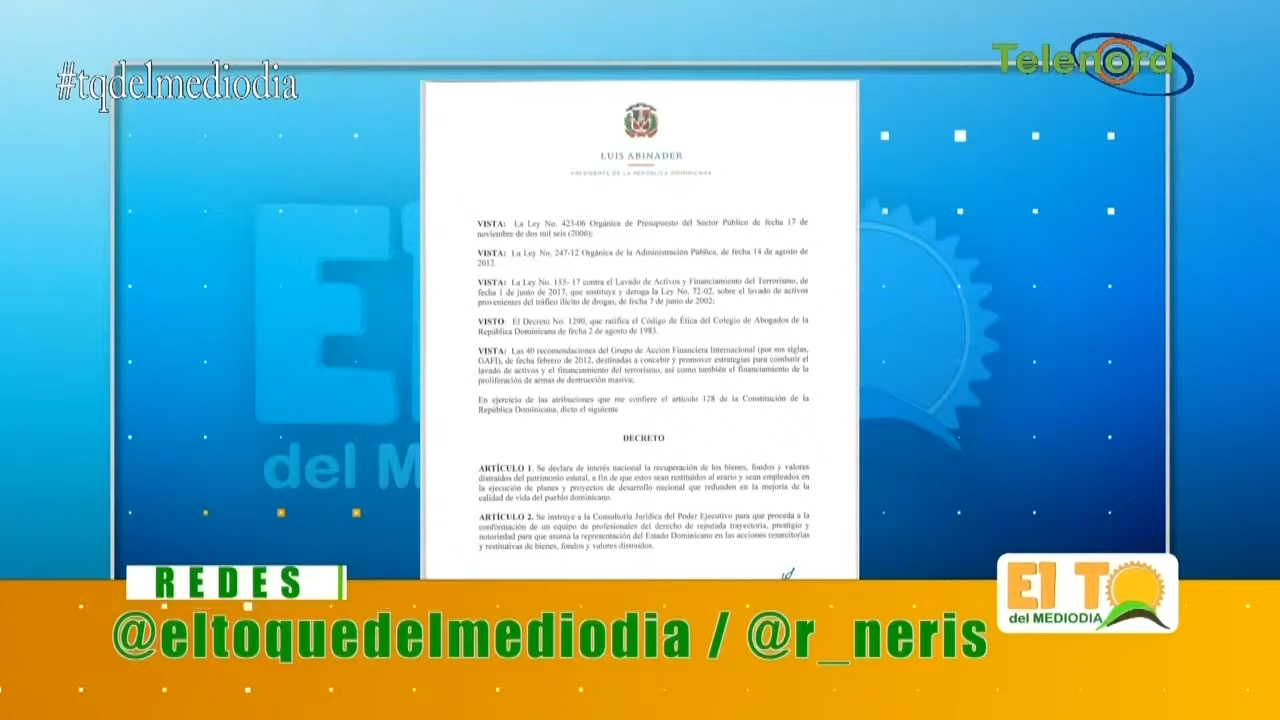 #tqdelmediodia
Telenord
LUIS ABINADER
PRESIDENTE DE LA REPÚBLICA DOMINICANA
VISTA: La Ley No. 423-06 Orgánica de Presupuesto del Sector Público de fecha 17 de
noviembre de dos mil seis (2006);
VISTA: La Ley No. 247-12 Orgánica de la Administración Pública, de fecha 14 de agosto de
2012.
VISTA: La Ley No. 155- 17 contra el Lavado de Activos y Financiamiento del Terrorismo, de
fecha 1 de junio de 2017, que sustituye y deroga la Ley No. 72-02, sobre el lavado de activos
provenientes del tráfico ilícito de drogas, de fecha 7 de junio de 2002;
VISTO: El Decreto No. 1290, que ratifica el Código de Ética del Colegio de Abogados de la
República Dominicana de fecha 2 de agosto de 1983.
VISTA: Las 40 recomendaciones del Grupo de Acción Financiera Internacional (por sus siglas,
GAFI), de fecha febrero de 2012, destinadas a concebir y promover estrategias para combatir el
lavado de activos y el financiamiento del terrorismo, así como también el financiamiento de la
proliferación de armas de destrucción masiva;
En ejercicio de las atribuciones que me confiere el artículo 128 de la Constitución de la
República Dominicana, dicto el siguiente
DECRETO
ARTÍCULO 1. Se declara de interés nacional la recuperación de los bienes, fondos y valores
distraídos del patrimonio estatal, a fin de que estos sean restituidos al erario y sean empleados en
la ejecución de planes y proyectos de desarrollo nacional que redunden en la mejoría de la
calidad de vida del pueblo dominicano.
ARTÍCULO 2. Se instruye a la Consultoría Jurídica del Poder Ejecutivo para que proceda a la
conformación de un equipo de profesionales del derecho de reputada trayectoria, prestigio y
notoriedad para que asuma la representación del Estado Dominicano en las acciones resarcitorias
y restitutivas de bienes, fondos y valores distraídos.
El
del M
REDES
@eltoquedelmediodia / @r_neris
El TO
del MEDIODIA